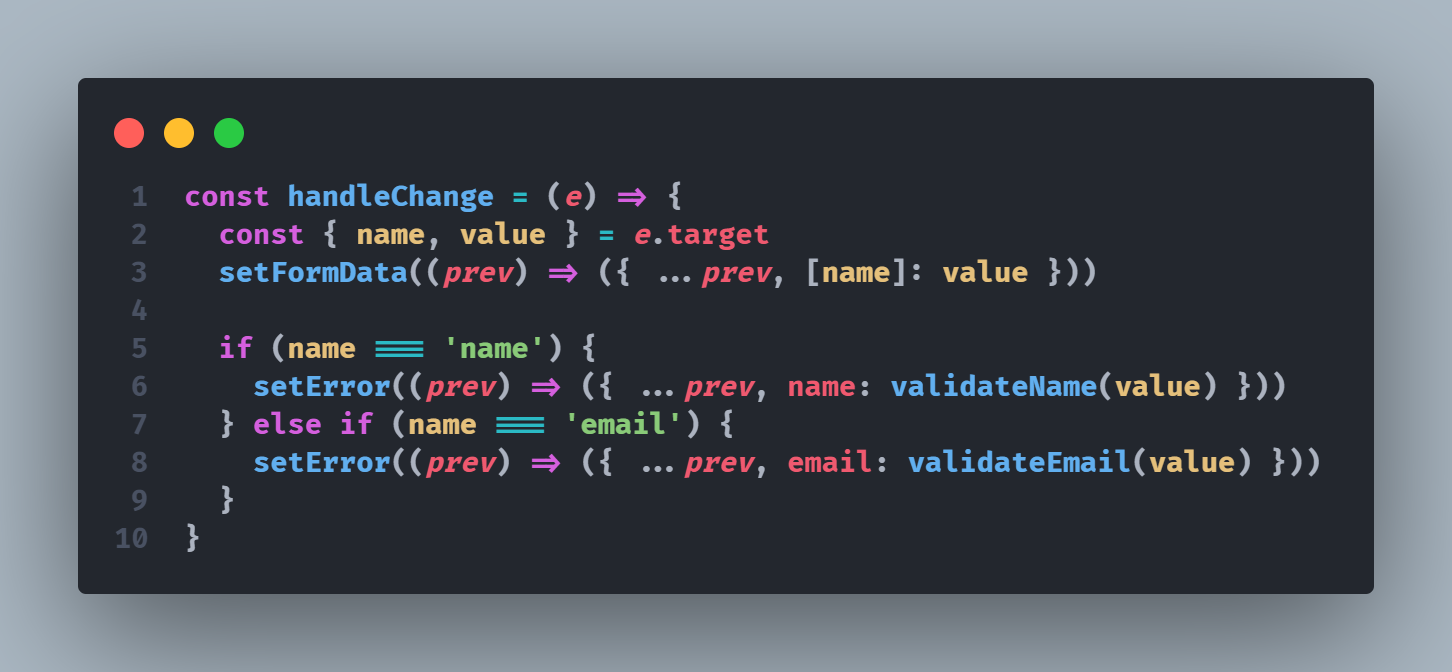 1 const handleChange = (e) => {
2   const { name, value } = e.target
3   setFormData((prev) => ({ ...prev, [name]: value }))
4
5   if (name === 'name') {
6     setError((prev) => ({ ...prev, name: validateName(value) }))
7   } else if (name === 'email') {
8     setError((prev) => ({ ...prev, email: validateEmail(value) }))
9   }
10 }